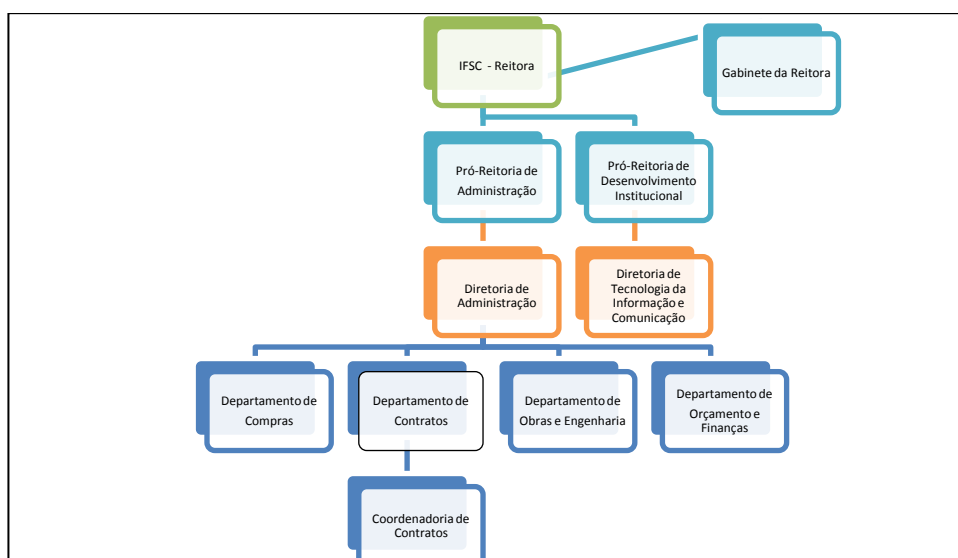 IFSC - Reitora
Gabinete da Reitora
Pró-Reitoria de
Administração
Pró-Reitoria de
Desenvolvimento
Institucional
Diretoria de
Administração
Diretoria de
Tecnologia da
Informação e
Comunicação
Departamento de
Compras
Departamento de
Contratos
Departamento de
Obras e Engenharia
Departamento de
Orçamento e
Finanças
Coordenadoria de
Contratos